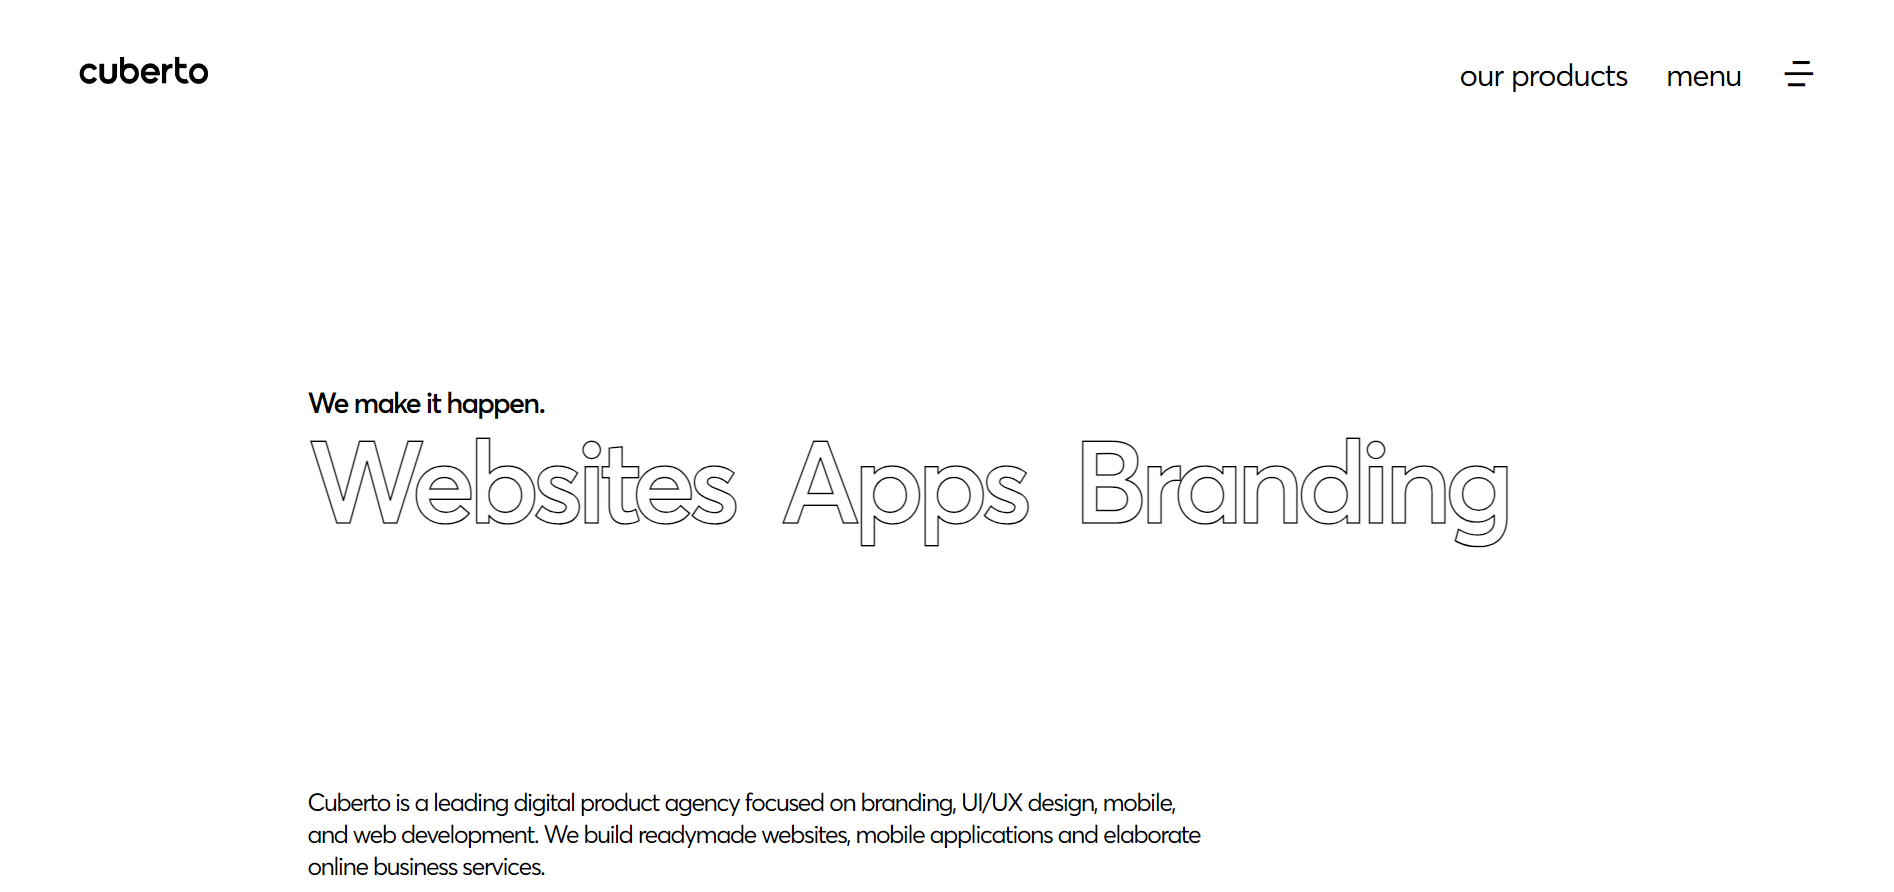 cuberto
our products menu
We make it happen.
Websites Apps Branding
Cuberto is a leading digital product agency focused on branding, UI/UX design, mobile,
and web development. We build readymade websites, mobile applications and elaborate
online business services.